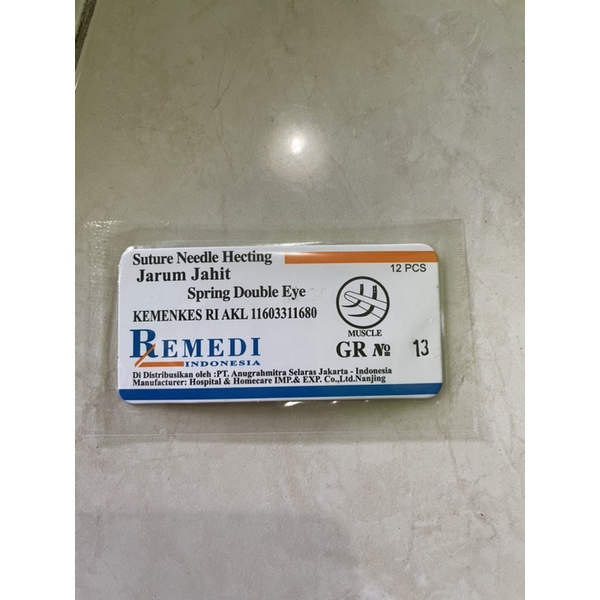 Suture Needle Hecting
Jarum Jahit
Spring Double Eye
KEMENKES RI AKL 11603311680
12 PCS
MUSCLE
GR № 13
REMEDI
INDONESIA
Di Distribusikan oleh :PT. Anugrahmitra Selaras Jakarta - Indonesia
Manufacturer: Hospital & Homecare IMP.& EXP. Co.,Ltd.Nanjing